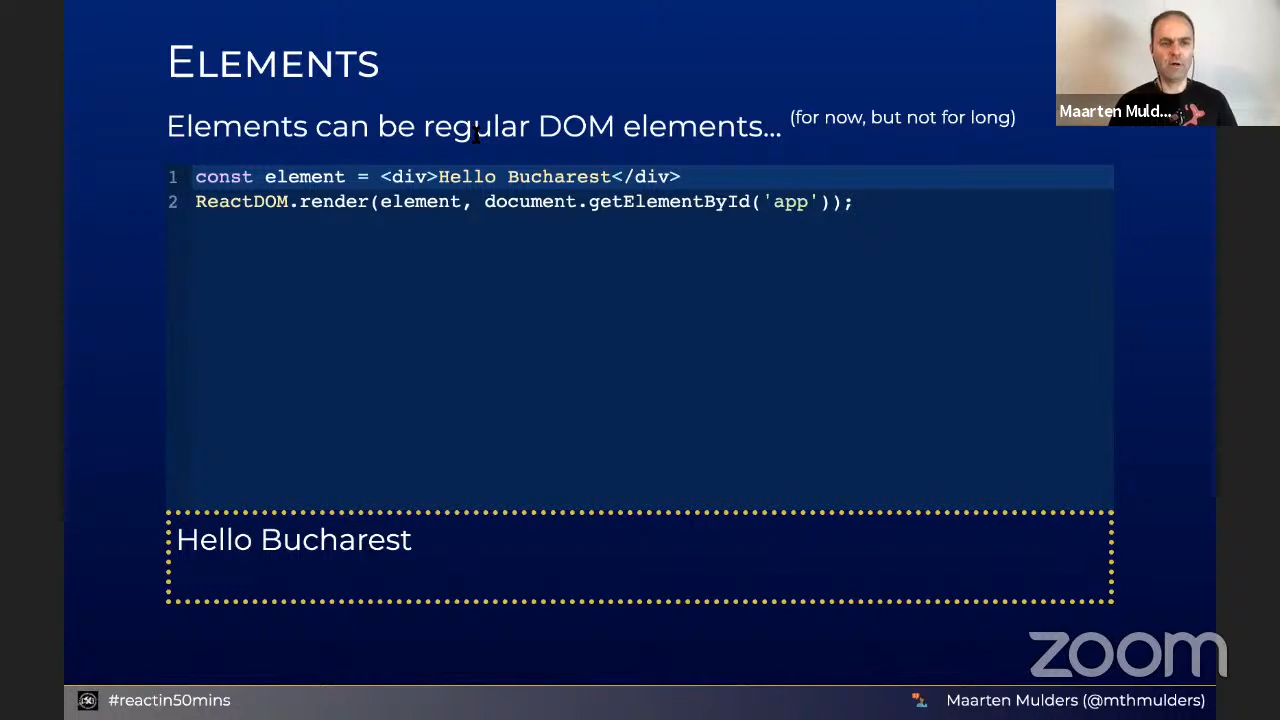 ELEMENTS
Elements can be regular DOM elements... (for now, but not for long)
1 const element = <div>Hello Bucharest</div>
2 ReactDOM.render(element, document.getElementById('app'));
Hello Bucharest
Maarten Muld...
zoom
50 #reactin50mins
Maarten Mulders (@mthmulders)